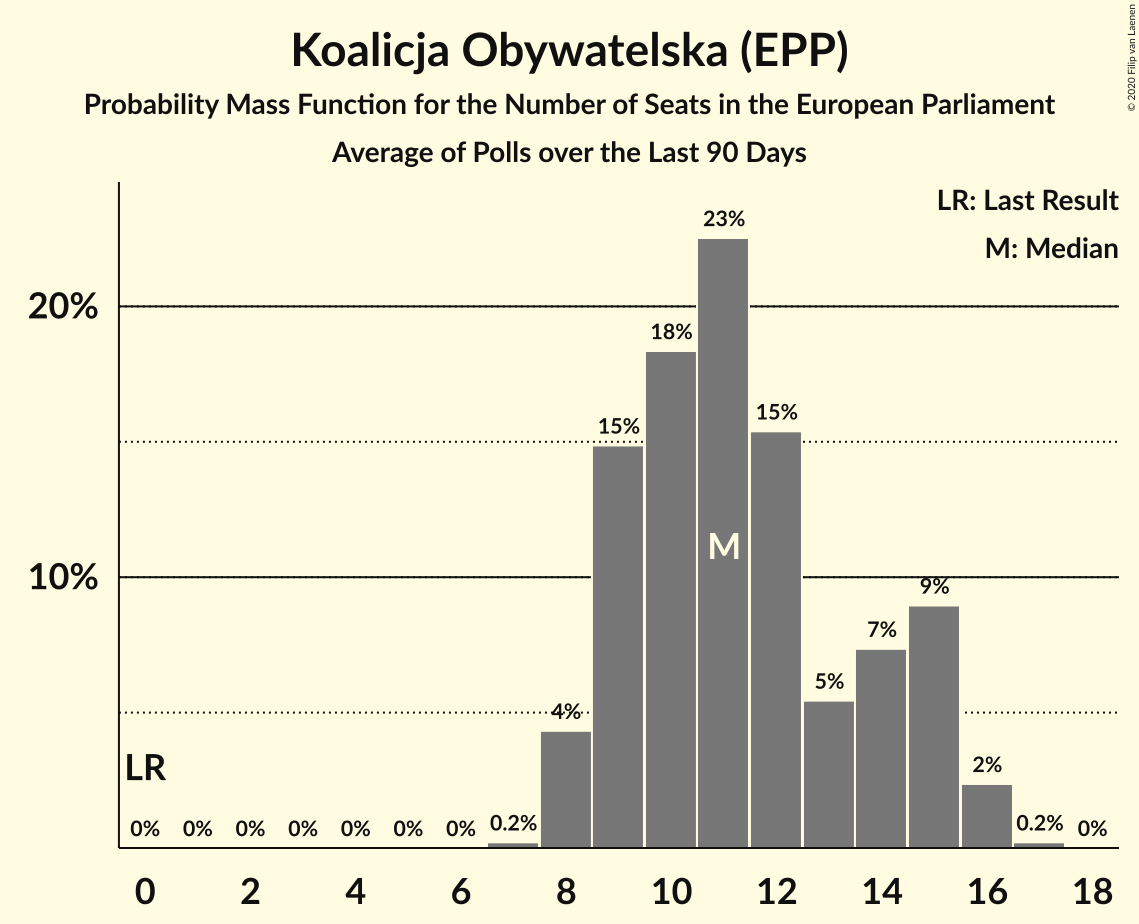 Koalicja Obywatelska (EPP)
Probability Mass Function for the Number of Seats in the European Parliament
Average of Polls over the Last 90 Days
© 2020 Filip van Laenen
LR: Last Result
M: Median
23%
20%
18%
15%
15%
M
10%
9%
7%
5%
4%
LR
2%
0% 0% 0% 0% 0% 0% 0% 0.2% 0.2% 0%
0 2 4 6 8 10 12 14 16 18